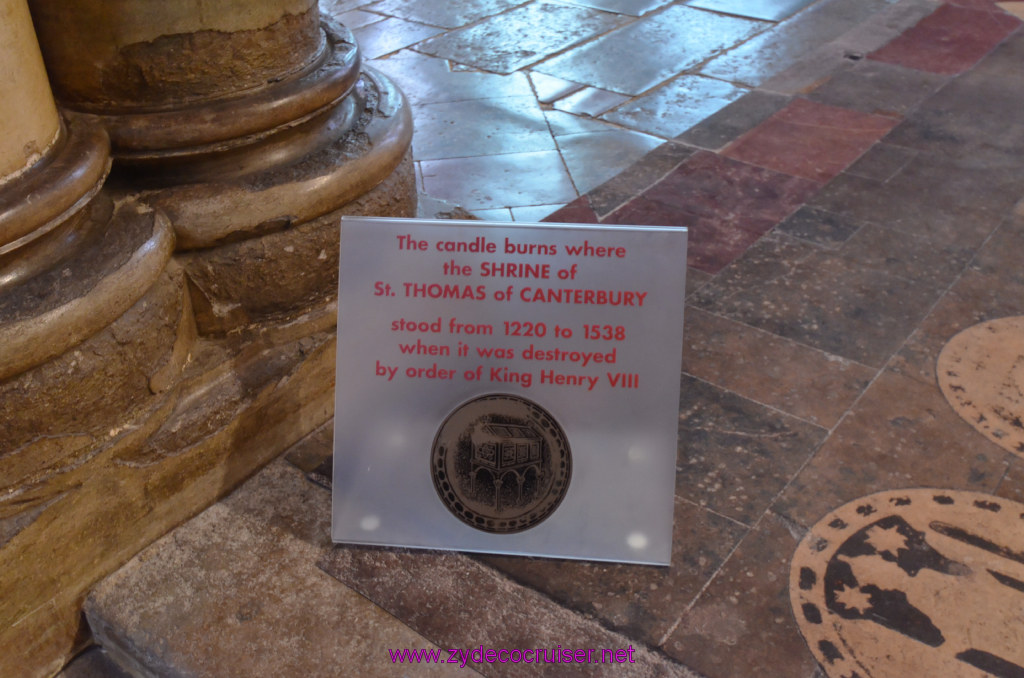 The candle burns where
the SHRINE of
St. THOMAS of CANTERBURY
stood from 1220 to 1538
when it was destroyed
by order of King Henry VIII
www.zydecocruiser.net